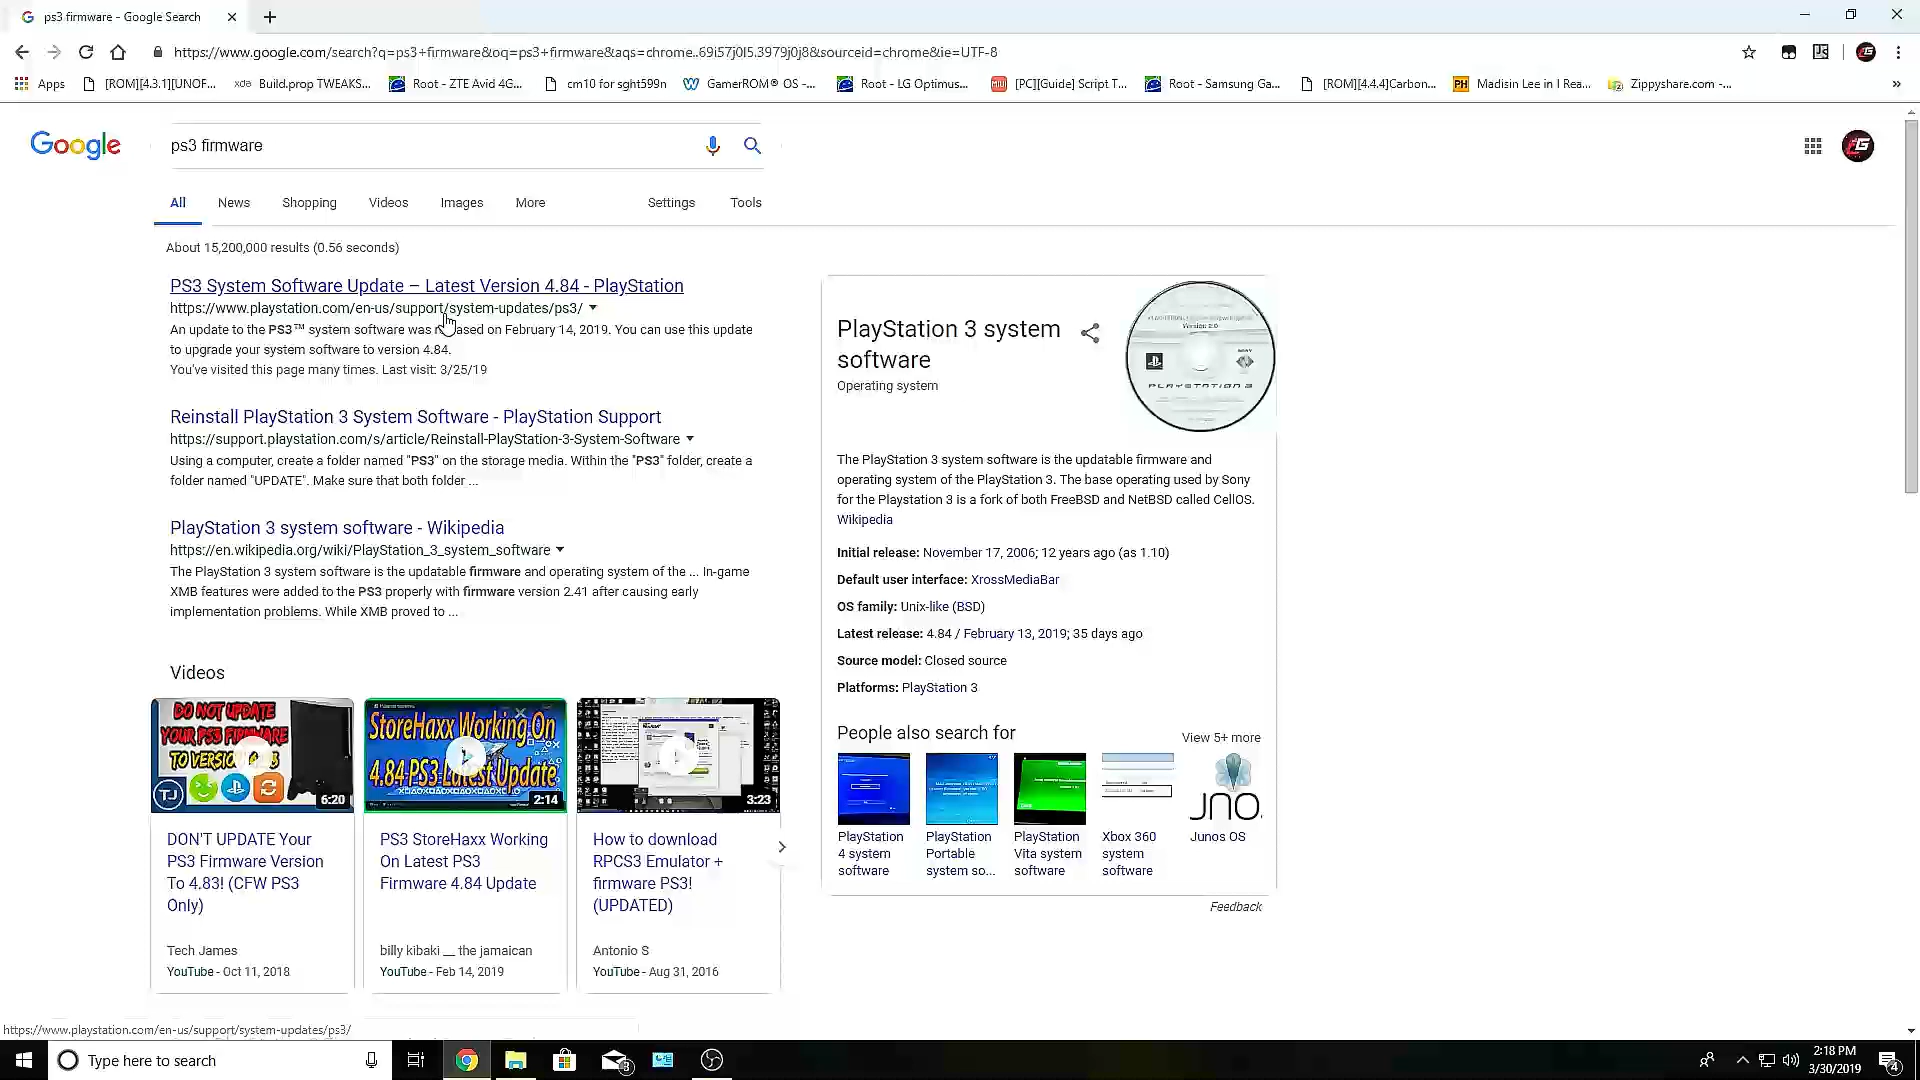 ps3 firmware - Google Search
https://www.google.com/search?q=ps3+firmware&oq=ps3+firmware&aqs=chrome..69i57j0l5.3979j0j8&sourceid=chrome&ie=UTF-8
Apps [ROM][4.3.1][UNOF... xda Build.prop TWEAKS... Root - ZTE Avid 4G... cm10 for sght599n GamerROM® OS -... Root - LG Optimus... [PC][Guide] Script T... Root - Samsung Ga... [ROM][4.4.4]Carbon... PH Madisin Lee in I Rea... Zippyshare.com -... »
Google ps3 firmware
All News Shopping Videos Images More Settings Tools
About 15,200,000 results (0.56 seconds)
PS3 System Software Update – Latest Version 4.84 - PlayStation
https://www.playstation.com/en-us/support/system-updates/ps3/
An update to the PS3™ system software was released on February 14, 2019. You can use this update
to upgrade your system software to version 4.84.
You've visited this page many times. Last visit: 3/25/19
Reinstall PlayStation 3 System Software - PlayStation Support
https://support.playstation.com/s/article/Reinstall-PlayStation-3-System-Software
Using a computer, create a folder named "PS3" on the storage media. Within the "PS3" folder, create a
folder named "UPDATE". Make sure that both folder ...
PlayStation 3 system software - Wikipedia
https://en.wikipedia.org/wiki/PlayStation_3_system_software
The PlayStation 3 system software is the updatable firmware and operating system of the ... In-game
XMB features were added to the PS3 properly with firmware version 2.41 after causing early
implementation problems. While XMB proved to ...
Videos
DO NOT UPDATE
YOUR PS3 FIRMWARE
TO VERSION
TJ
6:20
DON'T UPDATE Your
PS3 Firmware Version
To 4.83! (CFW PS3
Only)
Tech James
YouTube - Oct 11, 2018
StoreHaxx Working On
4.84 PS3 Latest Update
2:14
PS3 StoreHaxx Working
On Latest PS3
Firmware 4.84 Update
billy kibaki __ the jamaican
YouTube - Feb 14, 2019
3:23
How to download
RPCS3 Emulator +
firmware PS3!
(UPDATED)
Antonio S
YouTube - Aug 31, 2016
PlayStation 3 system
software
Operating system
Version 2.0
PLAYSTATION 3
The PlayStation 3 system software is the updatable firmware and
operating system of the PlayStation 3. The base operating used by Sony
for the Playstation 3 is a fork of both FreeBSD and NetBSD called CellOS.
Wikipedia
Initial release: November 17, 2006; 12 years ago (as 1.10)
Default user interface: XrossMediaBar
OS family: Unix-like (BSD)
Latest release: 4.84 / February 13, 2019; 35 days ago
Source model: Closed source
Platforms: PlayStation 3
People also search for
View 5+ more
PlayStation
4 system
software
PlayStation
Portable
system so...
PlayStation
Vita system
software
Xbox 360
system
software
JNO
Junos OS
Feedback
https://www.playstation.com/en-us/support/system-updates/ps3/
Type here to search
3
2:18 PM
3/30/2019
4